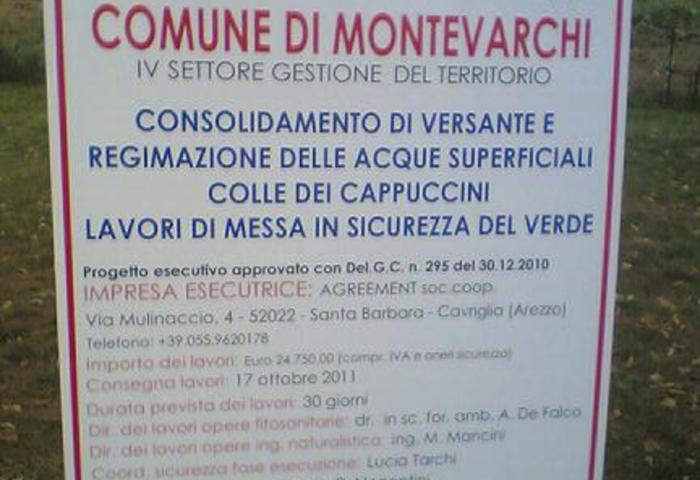 COMUNE DI MONTEVARCHI
IV SETTORE GESTIONE DEL TERRITORIO
CONSOLIDAMENTO DI VERSANTE E
REGIMAZIONE DELLE ACQUE SUPERFICIALI
COLLE DEI CAPPUCCINI
LAVORI DI MESSA IN SICUREZZA DEL VERDE
Progetto esecutivo approvato con Del.G.C. n. 295 del 30.12.2010
IMPRESA ESECUTRICE: AGREEMENT soc.coop.
Via Mulinaccio, 4 - 52022 - Santa Barbara - Cavriglia (Arezzo)
Telefono: +39.055.9620178
Importo dei lavori: Euro 24.750,00 (compr. IVA e oneri sicurezza)
Consegna lavori: 17 ottobre 2011
Durata prevista dei lavori: 30 giorni
Dir. dei lavori opere fitosanitarie: dr. in sc. for. amb. A. De Falco
Dir. dei lavori opere ing. naturalistica: ing. M. Mancini
Coord. sicurezza fase esecuzione: Lucia Tarchi